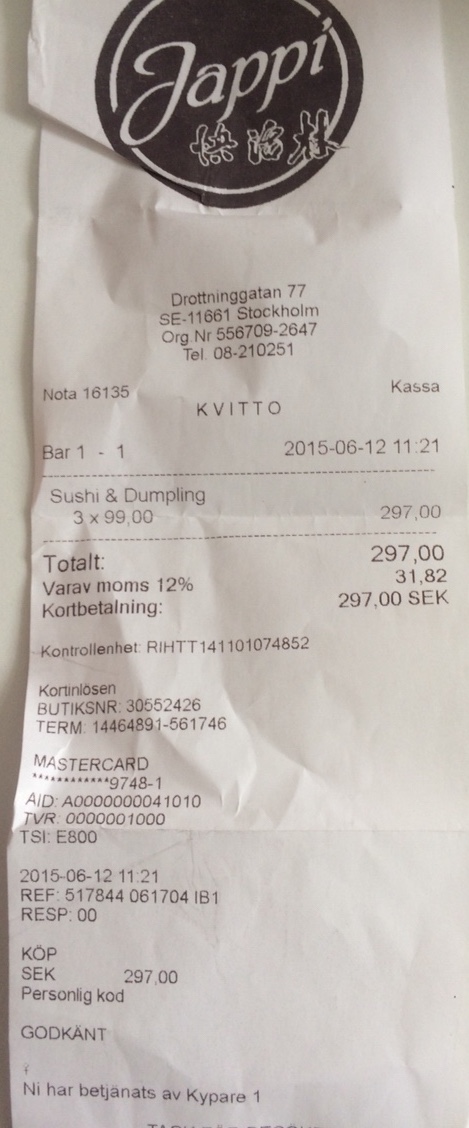 Jappi
快滋林
Drottninggatan 77
SE-11661 Stockholm
Org.Nr 556709-2647
Tel. 08-210251
Nota 16135 Kassa
KVITTO
Bar 1 - 1 2015-06-12 11:21
Sushi & Dumpling
3 x 99,00 297,00
Totalt: 297,00
Varav moms 12% 31,82
Kortbetalning: 297,00 SEK
Kontrollenhet: RIHTT141101074852
Kortinlösen
BUTIKSNR: 30552426
TERM: 14464891-561746
MASTERCARD
************9748-1
AID: A0000000041010
TVR: 0000001000
TSI: E800
2015-06-12 11:21
REF: 517844 061704 IB1
RESP: 00
KÖP
SEK 297,00
Personlig kod
GODKÄNT
Ni har betjänats av Kypare 1